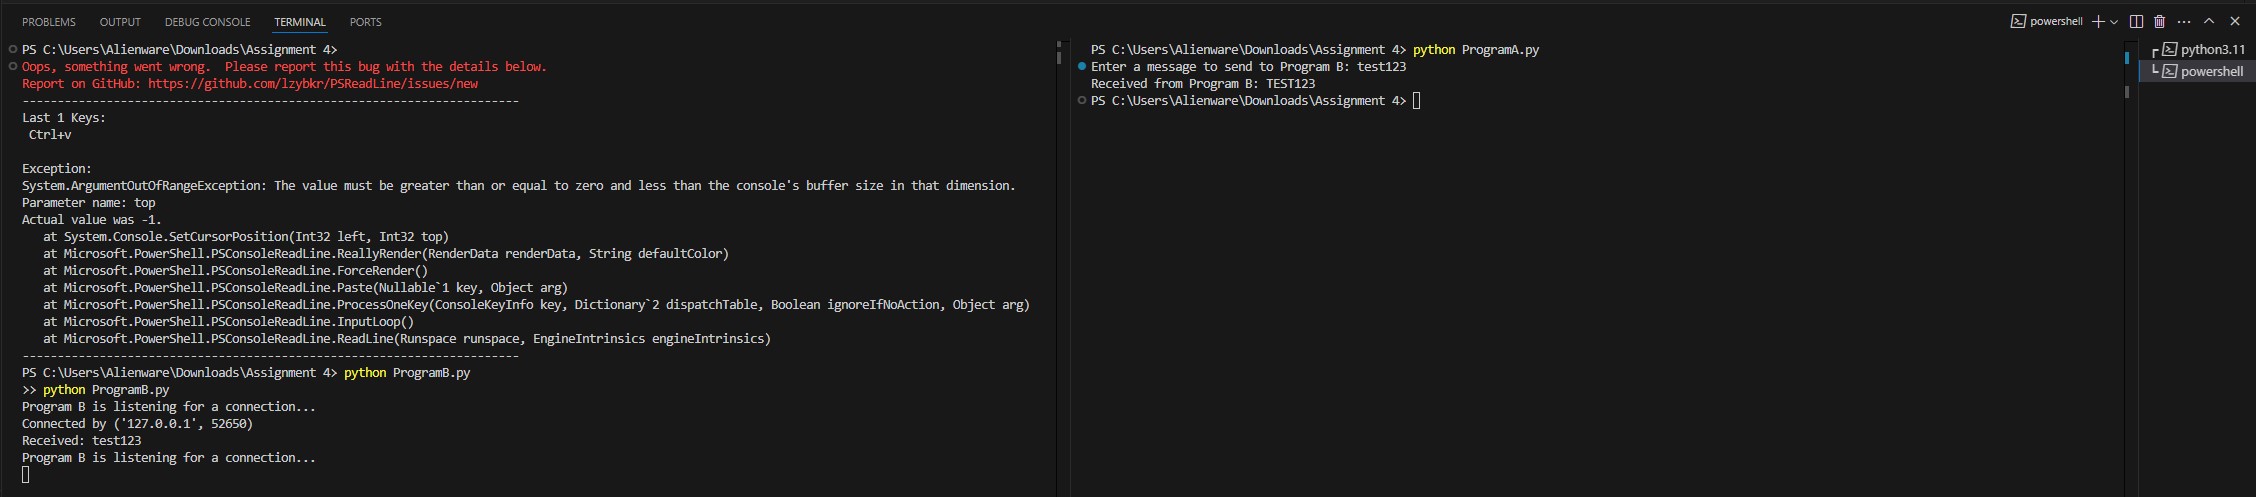 PROBLEMS OUTPUT DEBUG CONSOLE TERMINAL PORTS
powershell
PS C:\Users\Alienware\Downloads\Assignment 4>
Oops, something went wrong.  Please report this bug with the details below.
Report on GitHub: https://github.com/lzybkr/PSReadLine/issues/new
-----------------------------------------------------------------------
Last 1 Keys:
 Ctrl+v

Exception:
System.ArgumentOutOfRangeException: The value must be greater than or equal to zero and less than the console's buffer size in that dimension.
Parameter name: top
Actual value was -1.
   at System.Console.SetCursorPosition(Int32 left, Int32 top)
   at Microsoft.PowerShell.PSConsoleReadLine.ReallyRender(RenderData renderData, String defaultColor)
   at Microsoft.PowerShell.PSConsoleReadLine.ForceRender()
   at Microsoft.PowerShell.PSConsoleReadLine.Paste(Nullable`1 key, Object arg)
   at Microsoft.PowerShell.PSConsoleReadLine.ProcessOneKey(ConsoleKeyInfo key, Dictionary`2 dispatchTable, Boolean ignoreIfNoAction, Object arg)
   at Microsoft.PowerShell.PSConsoleReadLine.InputLoop()
   at Microsoft.PowerShell.PSConsoleReadLine.ReadLine(Runspace runspace, EngineIntrinsics engineIntrinsics)
-----------------------------------------------------------------------
PS C:\Users\Alienware\Downloads\Assignment 4> python ProgramB.py
>> python ProgramB.py
Program B is listening for a connection...
Connected by ('127.0.0.1', 52650)
Received: test123
Program B is listening for a connection...
PS C:\Users\Alienware\Downloads\Assignment 4> python ProgramA.py
Enter a message to send to Program B: test123
Received from Program B: TEST123
PS C:\Users\Alienware\Downloads\Assignment 4>
python3.11
powershell